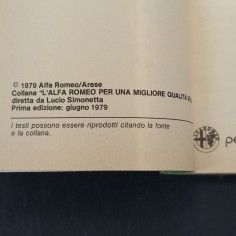 © 1979 Alfa Romeo/Arese
Collana "L'ALFA ROMEO PER UNA MIGLIORE QUALITÀ
diretta da Lucio Simonetta
Prima edizione: giugno 1979
I testi possono essere riprodotti citando la fonte
e la collana.